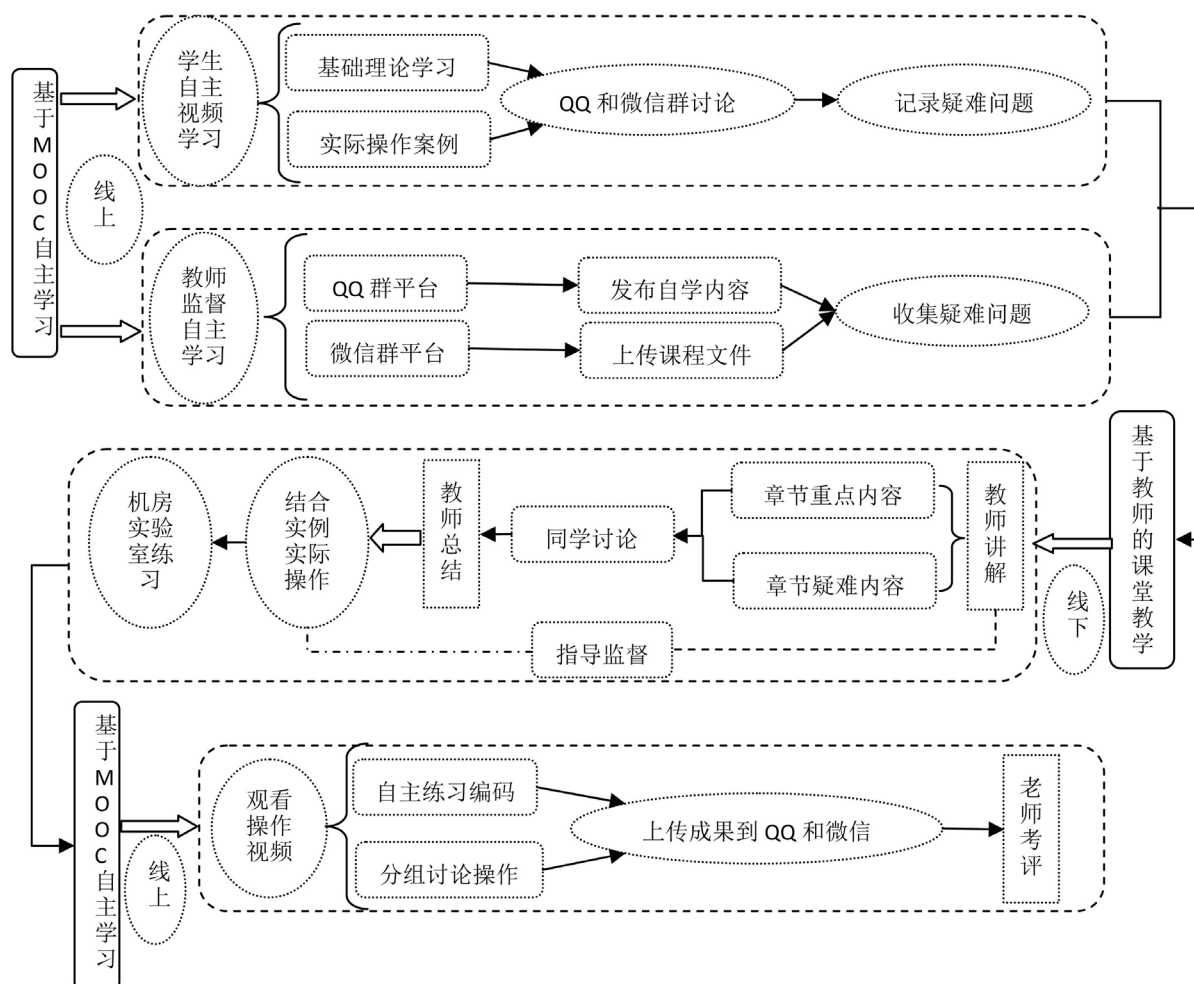 基于MOOC自主学习
线上
学生
自主
视频
学习
基础理论学习
实际操作案例
QQ 和微信群讨论
记录疑难问题
教师
监督
自主
学习
QQ 群平台
微信群平台
发布自学内容
上传课程文件
收集疑难问题
基于教师的课堂教学
线下
教师讲解
章节重点内容
章节疑难内容
同学讨论
教师总结
结合
实例
实际
操作
机房
实验
室练
习
指导监督
基于MOOC自主学习
线上
观看
操作
视频
自主练习编码
分组讨论操作
上传成果到 QQ 和微信
老师考评